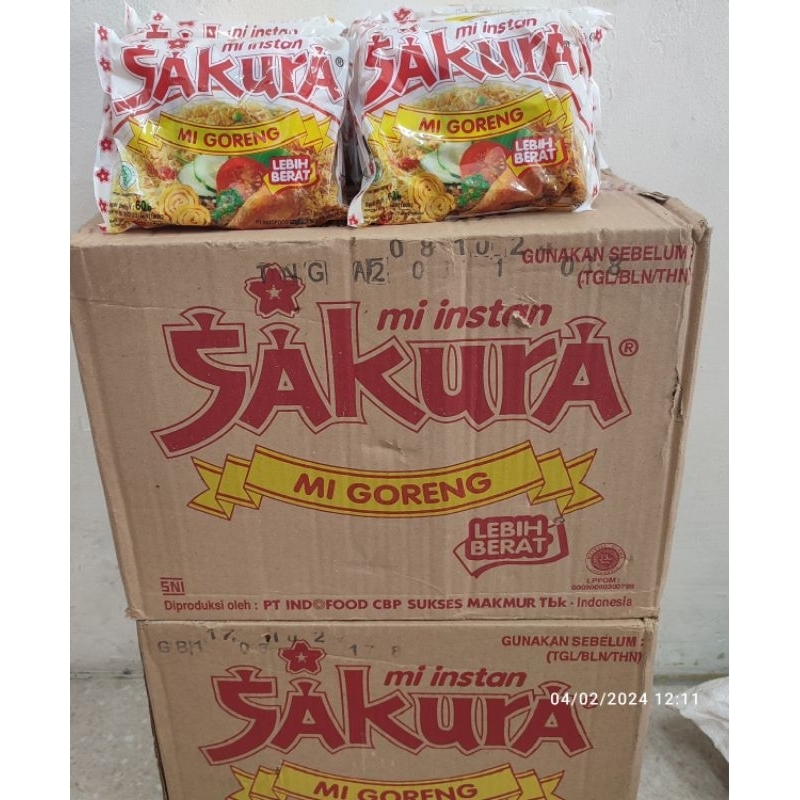 mi instan
mi instan
SAKURA®
MI GORENG
LEBIH
BERAT
mi instan
SAKURA
MI GORENG
LEBIH
BERAT
GUNAKAN SEBELUM :
(TGL/BLN/THN)
mi instan
SAKURA®
MI GORENG
LEBIH
BERAT
SNI
LPPOM :
Diproduksi oleh : PT INDOFOOD CBP SUKSES MAKMUR Tbk - Indonesia
GUNAKAN SEBELUM :
(TGL/BLN/THN)
mi instan
SAKURA
04/02/2024 12:11
MI GORENG